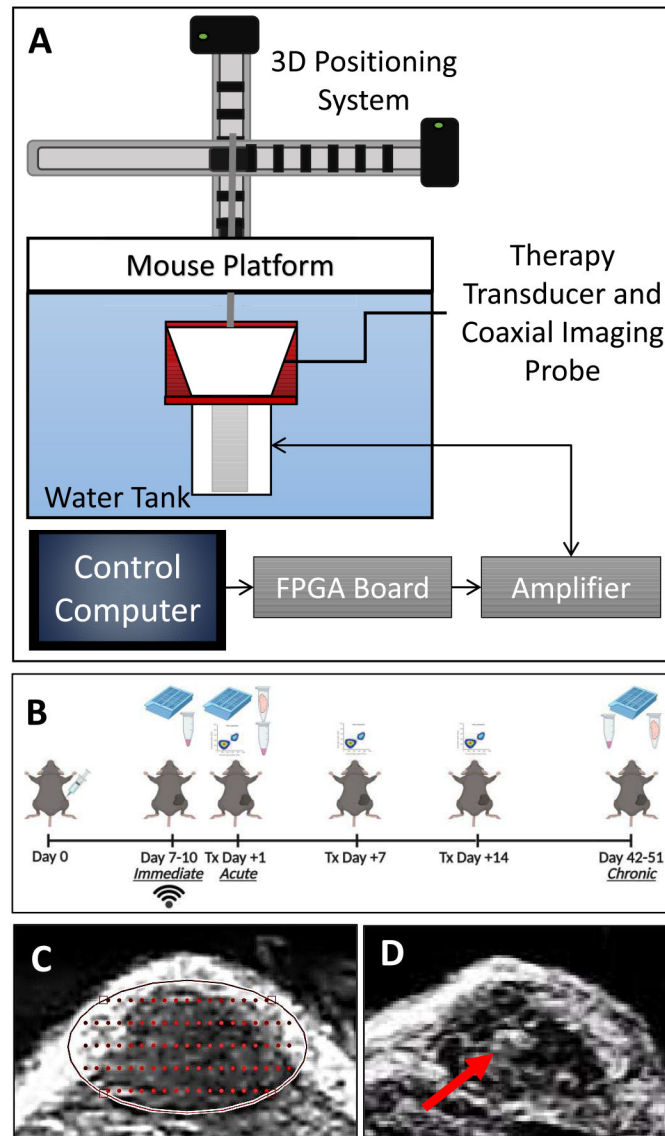 A
3D Positioning
System
Mouse Platform
Therapy
Transducer and
Coaxial Imaging
Probe
Water Tank
Control
Computer
FPGA Board
Amplifier
B
Day 0
Day 7-10
Immediate
Tx Day +1
Acute
Tx Day +7
Tx Day +14
Day 42-51
Chronic
C
D